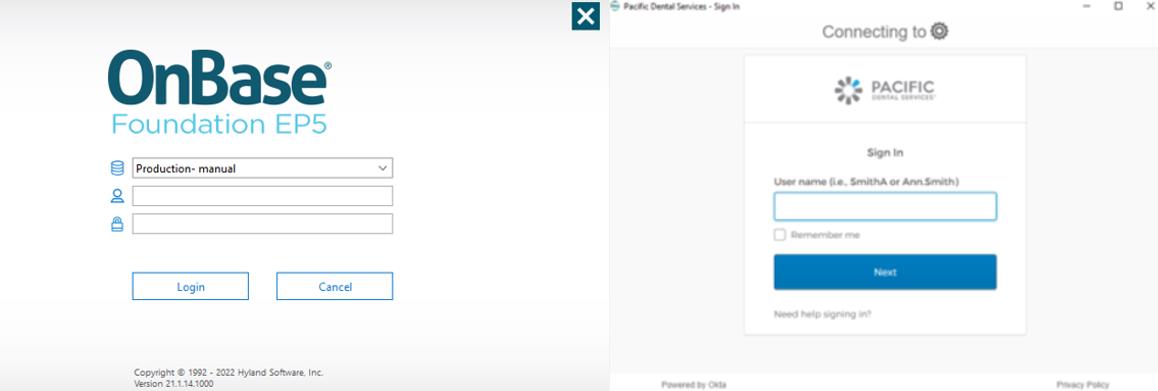 OnBase®
Foundation EP5
Production- manual
Login
Cancel
Copyright © 1992 - 2022 Hyland Software, Inc.
Version 21.1.14.1000
Pacific Dental Services - Sign In
Connecting to
PACIFIC
DENTAL SERVICES
Sign In
User name (i.e., SmithA or Ann.Smith)
Remember me
Next
Need help signing in?
Powered by Okta
Privacy Policy